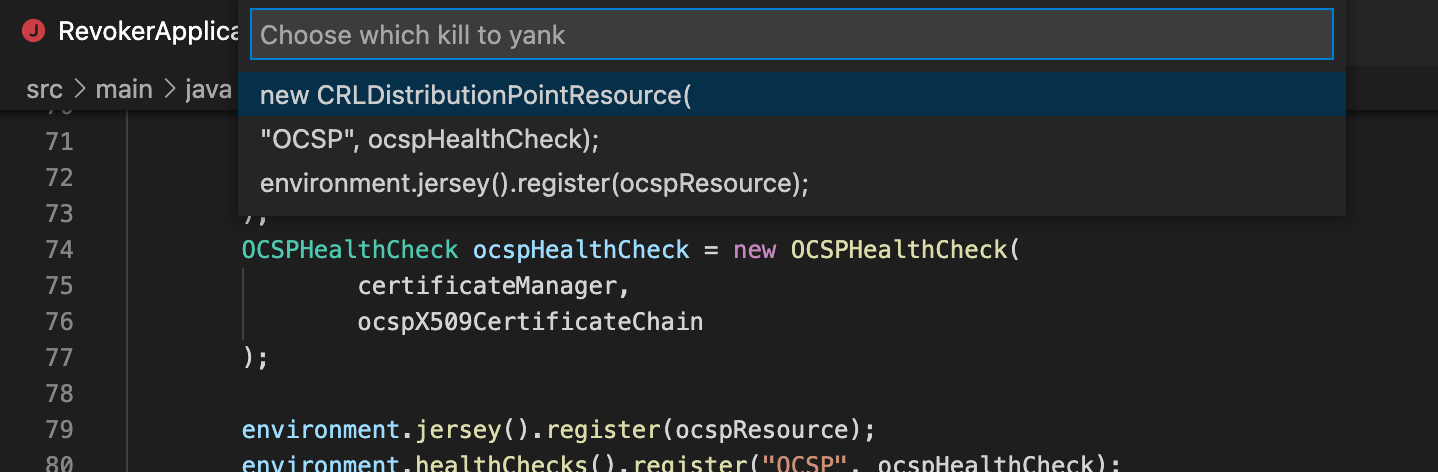 RevokerApplica
Choose which kill to yank
src > main > java
new CRLDistributionPointResource(
"OCSP", ocspHealthCheck);
environment.jersey().register(ocspResource);
71
72
73 );
74 OCSPHealthCheck ocspHealthCheck = new OCSPHealthCheck(
75 certificateManager,
76 ocspX509CertificateChain
77 );
78
79 environment.jersey().register(ocspResource);
80 environment.healthChecks().register("OCSP", ocspHealthCheck);